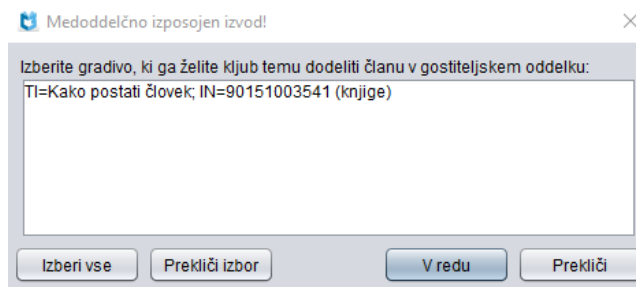 Medoddelčno izposojen izvod!
Izberite gradivo, ki ga želite kljub temu dodeliti članu v gostiteljskem oddelku:
TI=Kako postati človek; IN=90151003541 (knjige)
Izberi vse Prekliči izbor V redu Prekliči